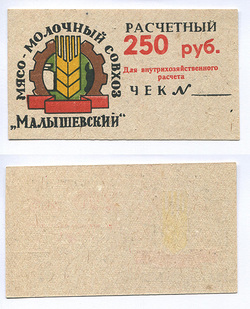 МЯСО-МОЛОЧНЫЙ СОВХОЗ
„МАЛЫШЕВСКИЙ"
РАСЧЕТНЫЙ
250 руб.
Для внутрихозяйственного
расчета
ЧЕК №